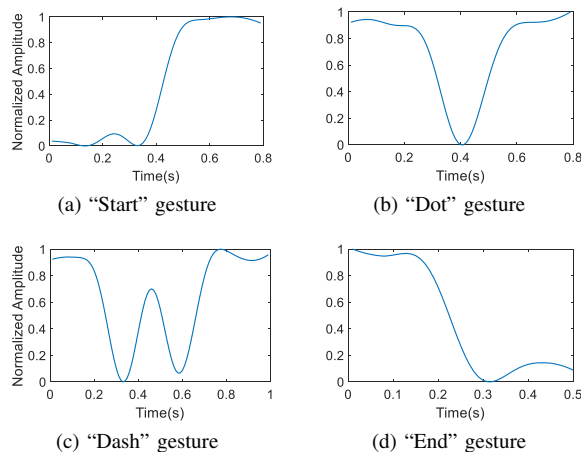 Normalized Amplitude
1
0.8
0.6
0.4
0.2
0
0 0.2 0.4 0.6 0.8
Time(s)
(a) “Start” gesture
1
0.8
0.6
0.4
0.2
0
0 0.2 0.4 0.6 0.8
Time(s)
(b) “Dot” gesture
Normalized Amplitude
1
0.8
0.6
0.4
0.2
0
0 0.2 0.4 0.6 0.8 1
Time(s)
(c) “Dash” gesture
1
0.8
0.6
0.4
0.2
0
0 0.1 0.2 0.3 0.4 0.5
Time(s)
(d) “End” gesture